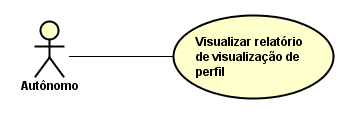 Visualizar relatório
de visualização de
perfil
Autônomo